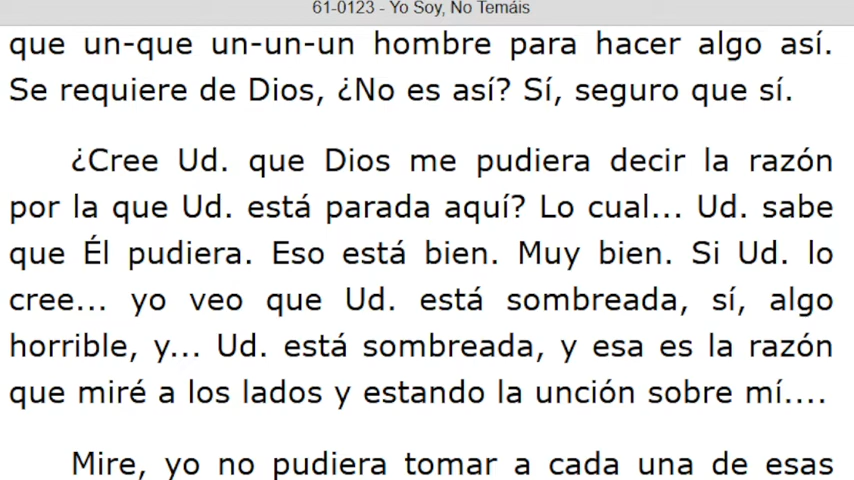 61-0123 - Yo Soy, No Temáis
que un-que un-un-un hombre para hacer algo así.
Se requiere de Dios, ¿No es así? Sí, seguro que sí.
¿Cree Ud. que Dios me pudiera decir la razón
por la que Ud. está parada aquí? Lo cual... Ud. sabe
que Él pudiera. Eso está bien. Muy bien. Si Ud. lo
cree... yo veo que Ud. está sombreada, sí, algo
horrible, y... Ud. está sombreada, y esa es la razón
que miré a los lados y estando la unción sobre mí....
Mire, yo no pudiera tomar a cada una de esas